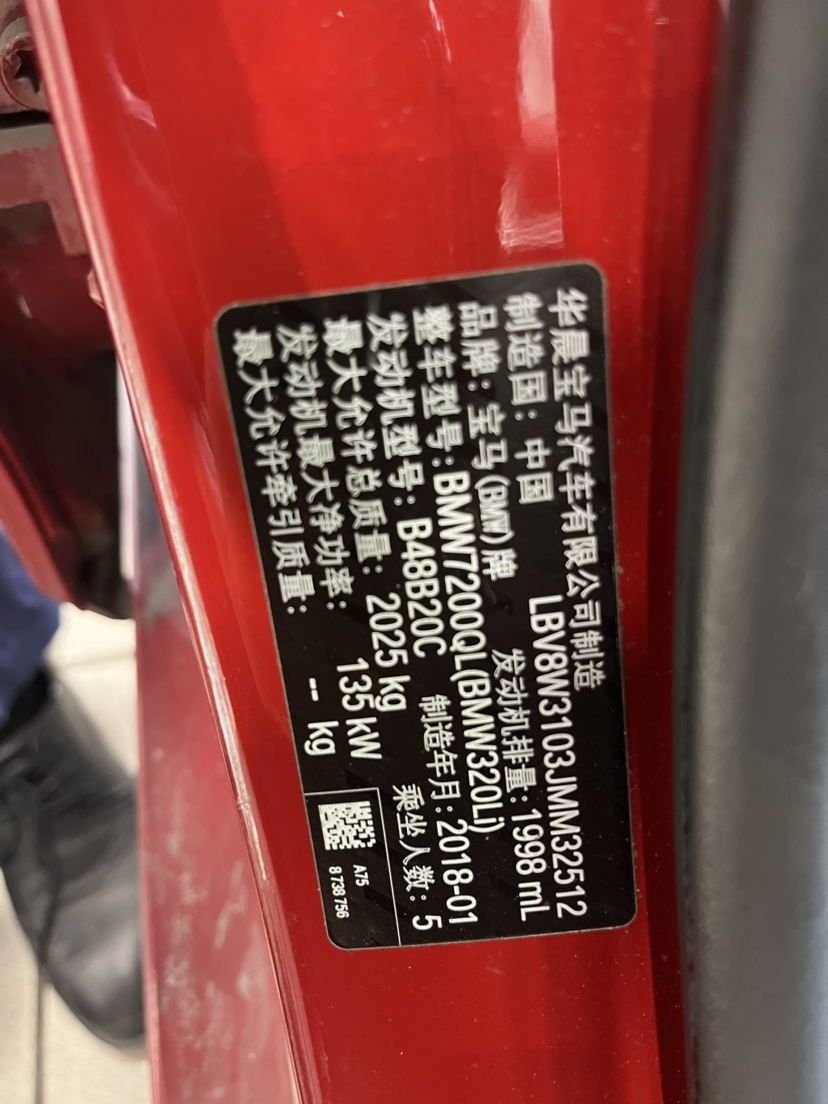 华晨宝马汽车有限公司制造
制造国：中国 LBV8W3103JMM32512
品牌：宝马(BMW)牌 发动机排量：1998 mL
整车型号：BMW7200QL(BMW320Li)
发动机型号：B48B20C 制造年月：2018-01
最大允许总质量：2025 kg 乘坐人数：5
发动机最大净功率：135 kW
最大允许牵引质量：-- kg
A75
8 738 756